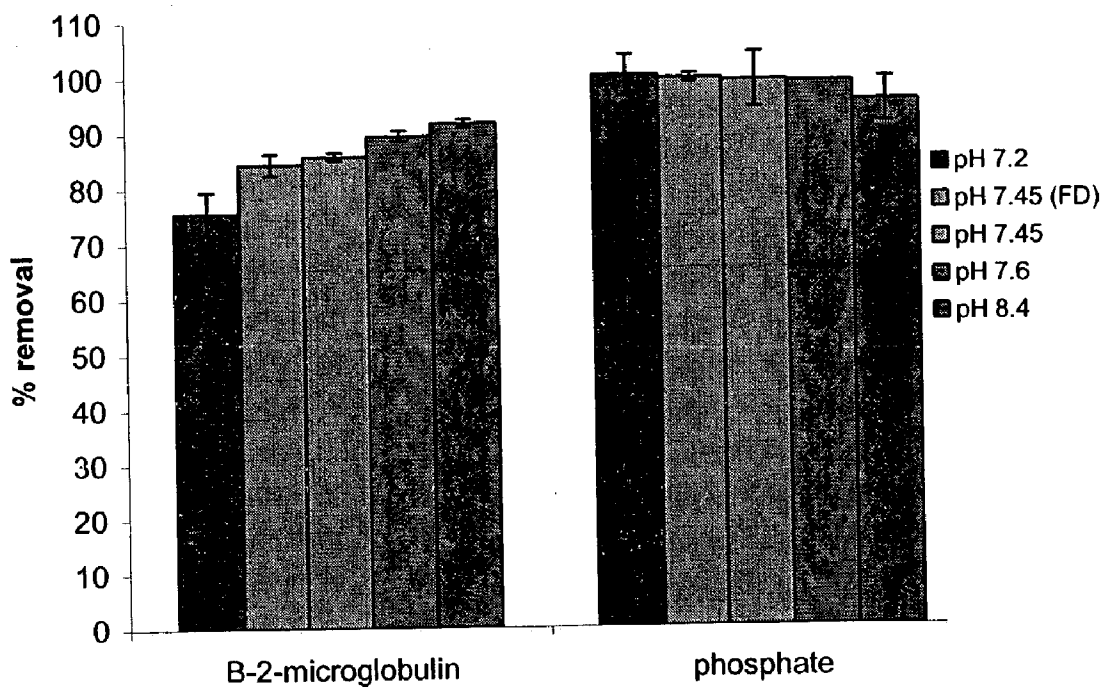 110
100
90
80
70
60
50
40
30
20
10
0
% removal
B-2-microglobulin
phosphate
pH 7.2
pH 7.45 (FD)
pH 7.45
pH 7.6
pH 8.4